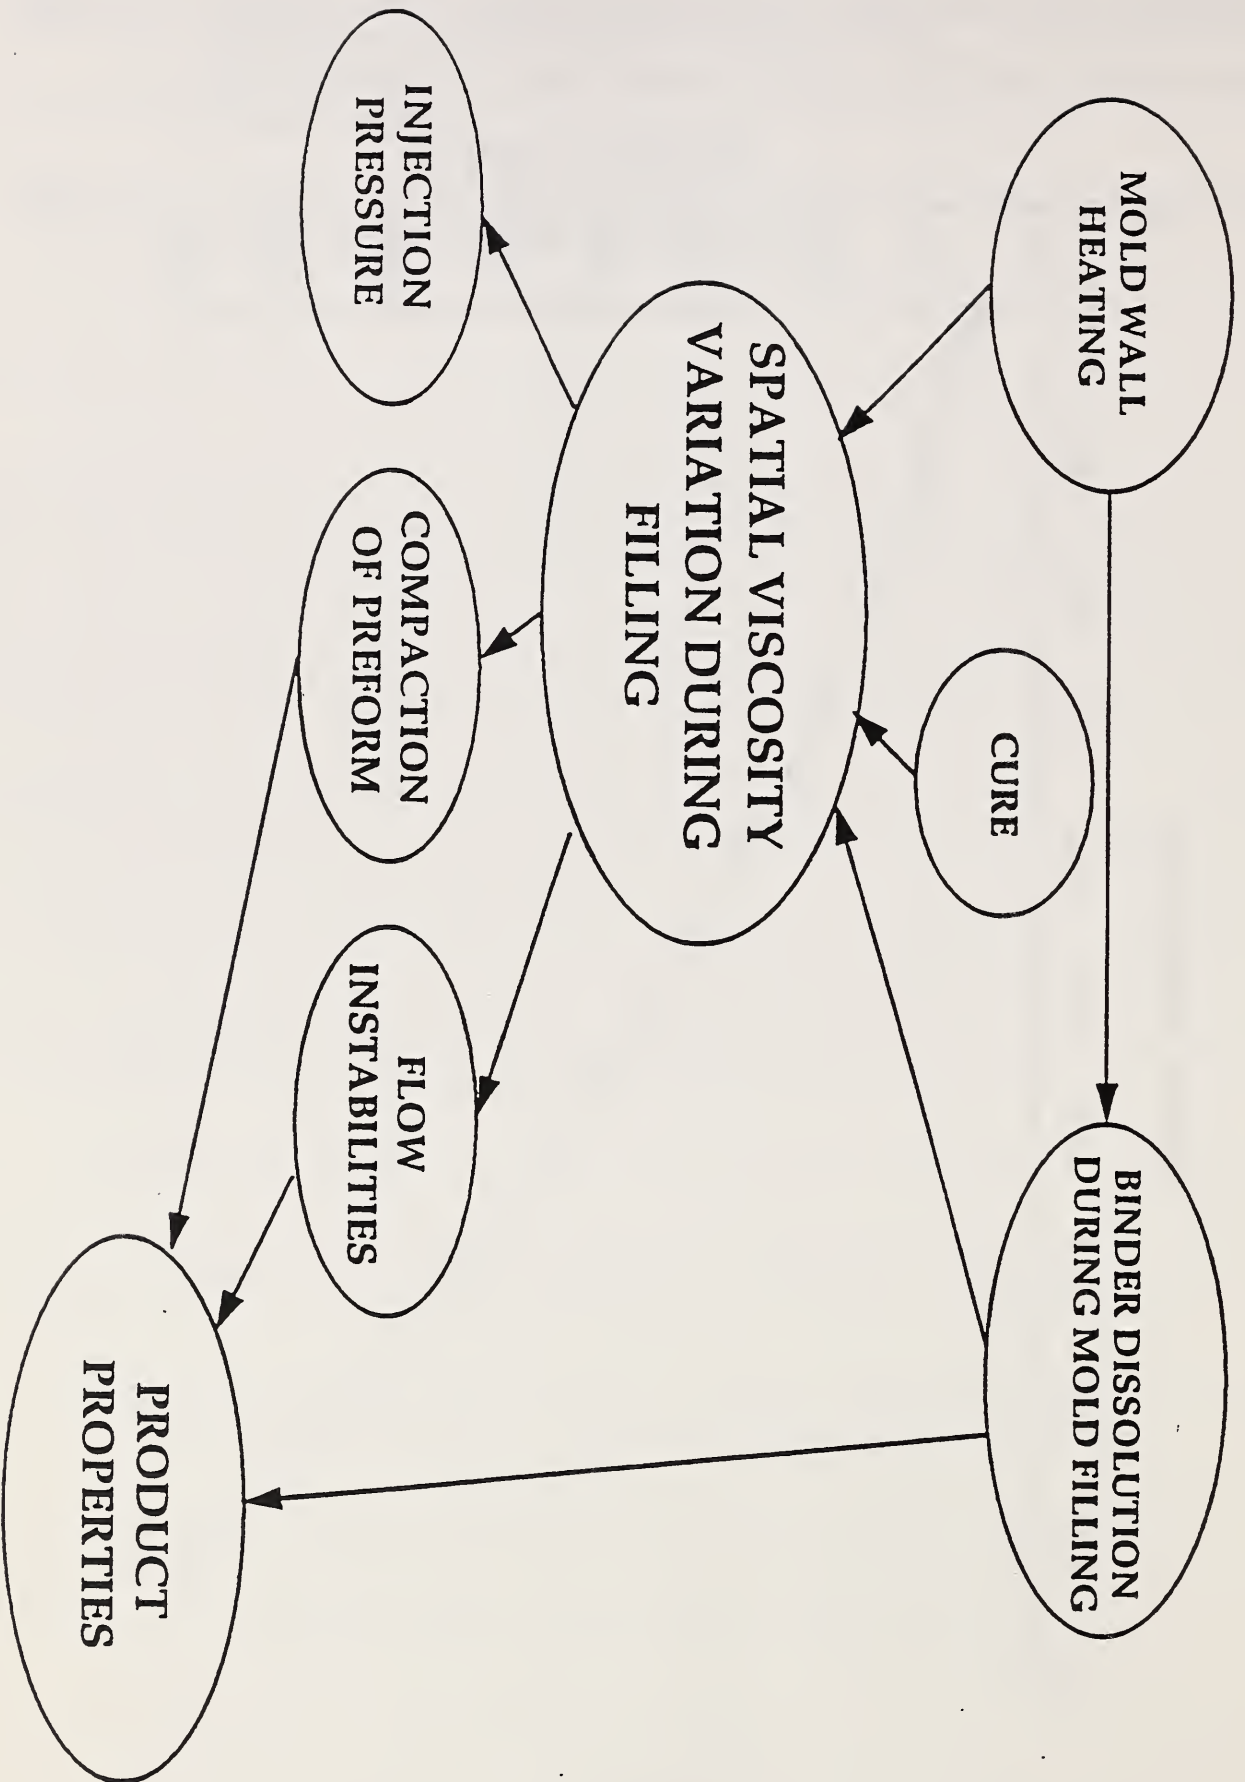 MOLD WALL
HEATING
BINDER DISSOLUTION
DURING MOLD FILLING
CURE
SPATIAL VISCOSITY
VARIATION DURING
FILLING
INJECTION
PRESSURE
COMPACTION
OF PREFORM
FLOW
INSTABILITIES
PRODUCT
PROPERTIES